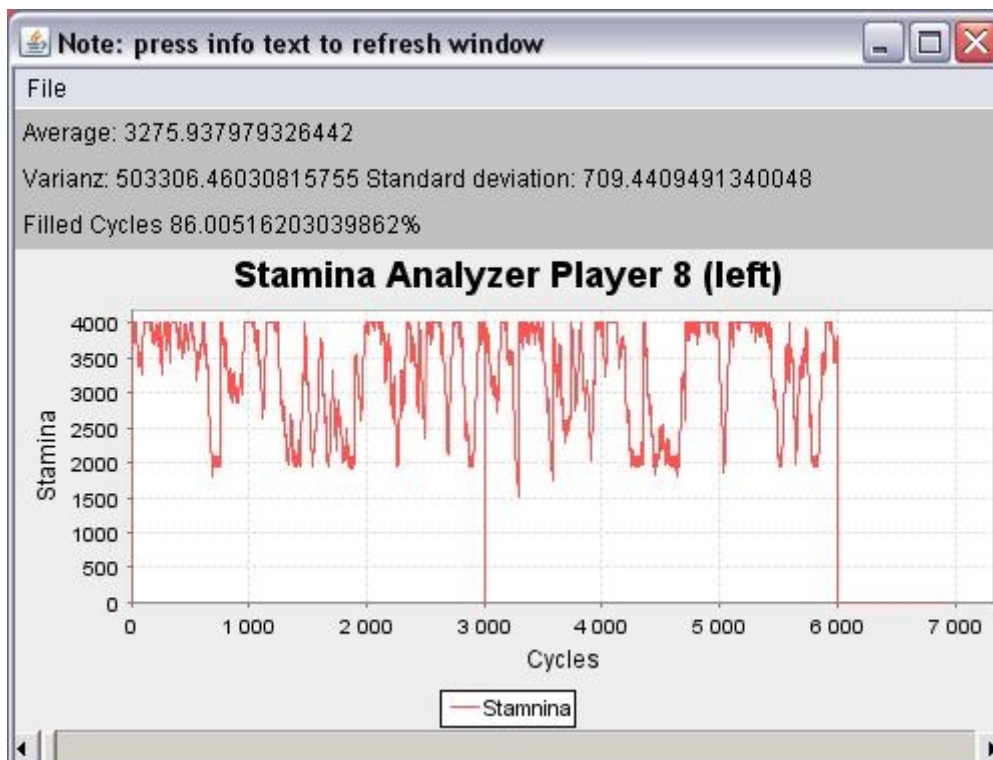 Note: press info text to refresh window
File
Average: 3275.937979326442
Varianz: 503306.46030815755 Standard deviation: 709.4409491340048
Filled Cycles 86.00516203039862%
Stamina Analyzer Player 8 (left)
4000
3500
3000
2500
2000
1500
1000
500
0
Stamina
0 1 000 2 000 3 000 4 000 5 000 6 000 7 000
Cycles
Stamnina